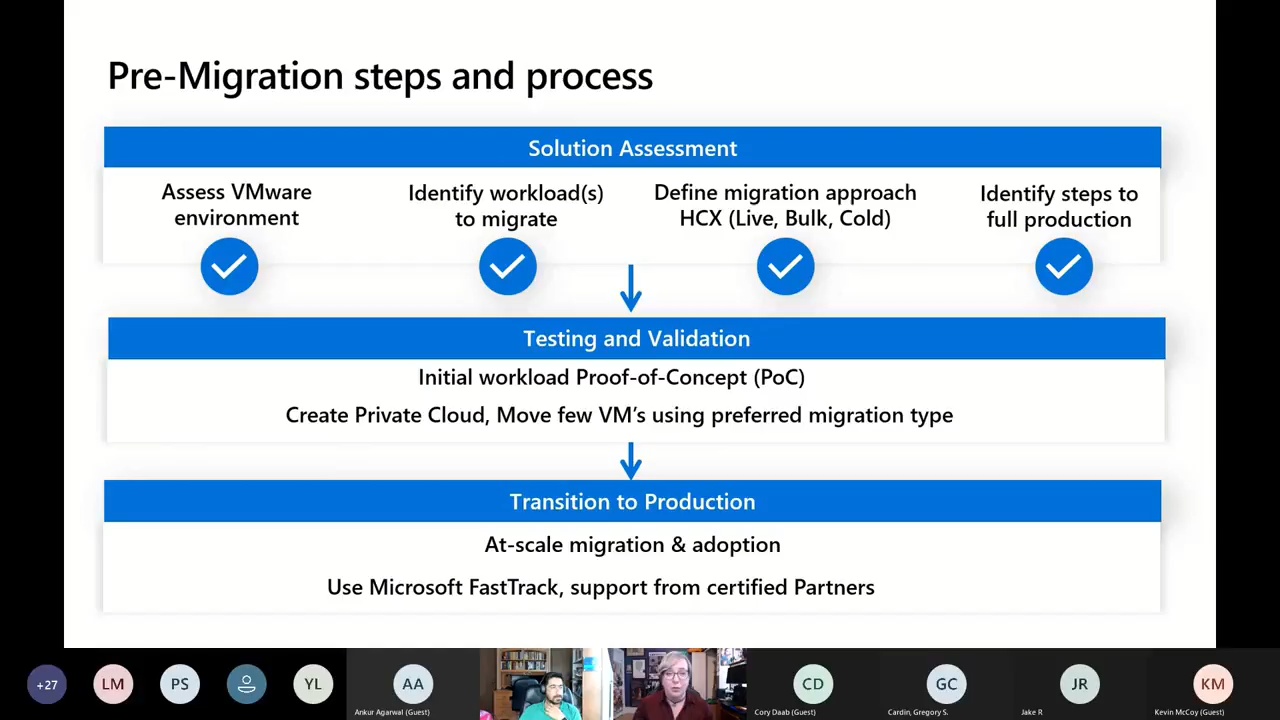 Pre-Migration steps and process
Solution Assessment
Assess VMware
environment
Identify workload(s)
to migrate
Define migration approach
HCX (Live, Bulk, Cold)
Identify steps to
full production
Testing and Validation
Initial workload Proof-of-Concept (PoC)
Create Private Cloud, Move few VM's using preferred migration type
Transition to Production
At-scale migration & adoption
Use Microsoft FastTrack, support from certified Partners
+27
LM
PS
YL
AA
Ankur Agarwal (Guest)
CD
Cory Daab (Guest)
GC
Cardin, Gregory S.
JR
Jake R
KM
Kevin McCoy (Guest)